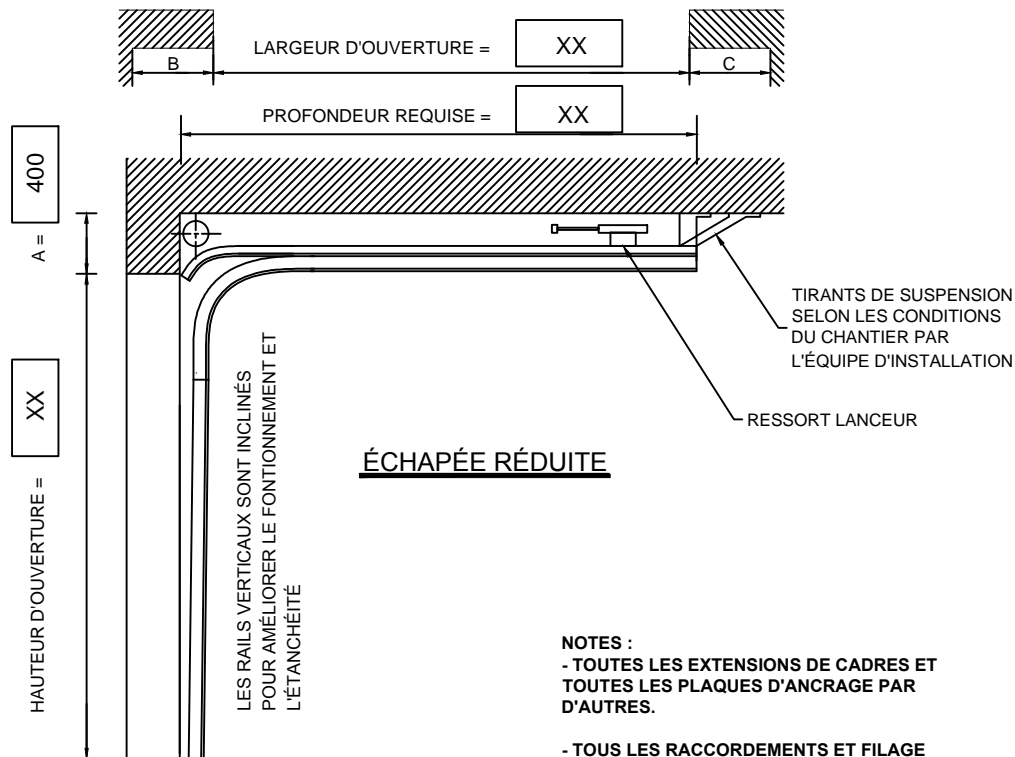 LARGEUR D'OUVERTURE = XX
B
C
PROFONDEUR REQUISE = XX
A = 400
HAUTEUR D'OUVERTURE = XX
TIRANTS DE SUSPENSION
SELON LES CONDITIONS
DU CHANTIER PAR
L'ÉQUIPE D'INSTALLATION
RESSORT LANCEUR
ÉCHAPÉE RÉDUITE
LES RAILS VERTICAUX SONT INCLINÉS
POUR AMÉLIORER LE FONTIONNEMENT ET
L'ÉTANCHÉITÉ
NOTES :
- TOUTES LES EXTENSIONS DE CADRES ET
TOUTES LES PLAQUES D'ANCRAGE PAR
D'AUTRES.
- TOUS LES RACCORDEMENTS ET FILAGE